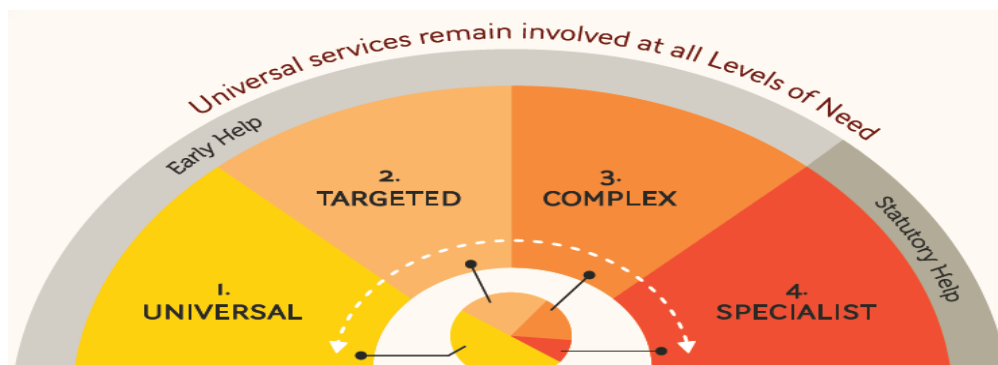 Universal services remain involved at all Levels of Need
Early Help
2.
TARGETED
3.
COMPLEX
Statutory Help
1.
UNIVERSAL
4.
SPECIALIST